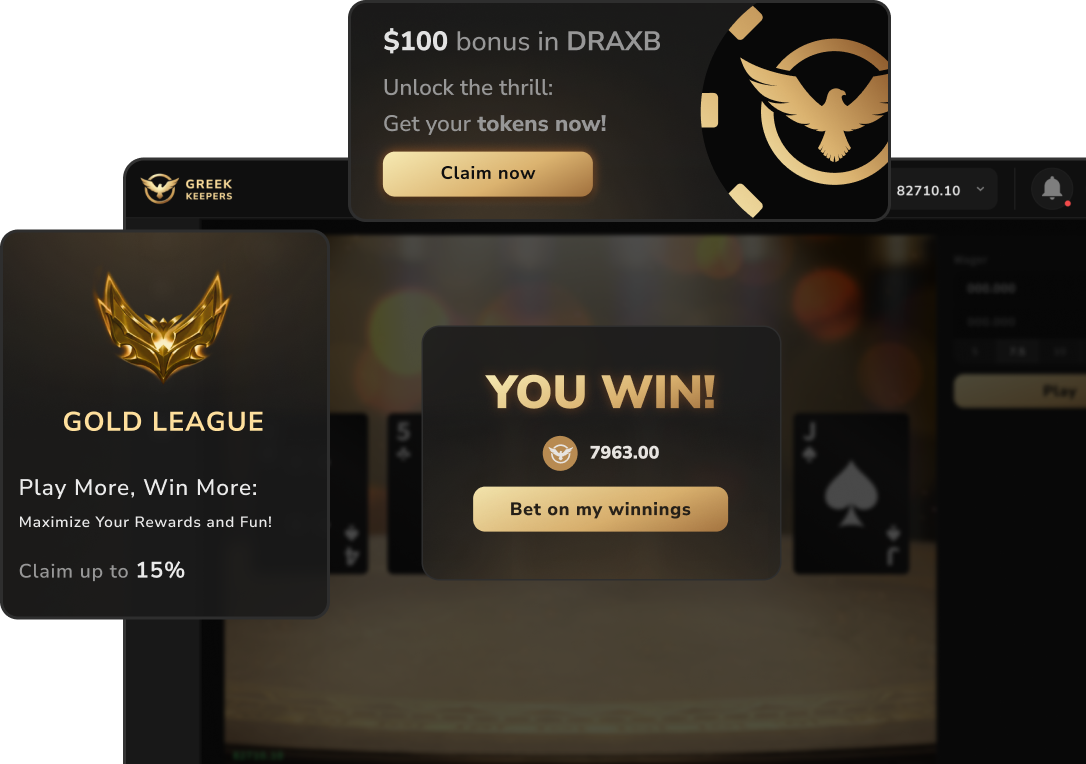 $100 bonus in DRAXB
Unlock the thrill:
Get your tokens now!
Claim now
GREEK
KEEPERS
82710.10
GOLD LEAGUE
Play More, Win More:
Maximize Your Rewards and Fun!
Claim up to 15%
YOU WIN!
7963.00
Bet on my winnings
4
5
J
J
Play